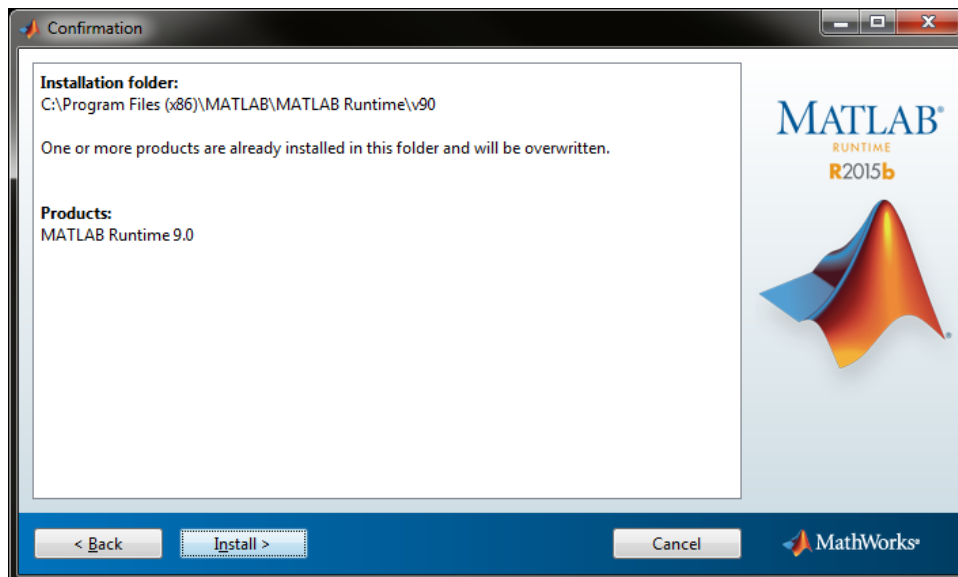 Confirmation
Installation folder:
C:\Program Files (x86)\MATLAB\MATLAB Runtime\v90
One or more products are already installed in this folder and will be overwritten.
Products:
MATLAB Runtime 9.0
MATLAB®
RUNTIME
R2015b
®
< Back
Install >
Cancel
MathWorks®